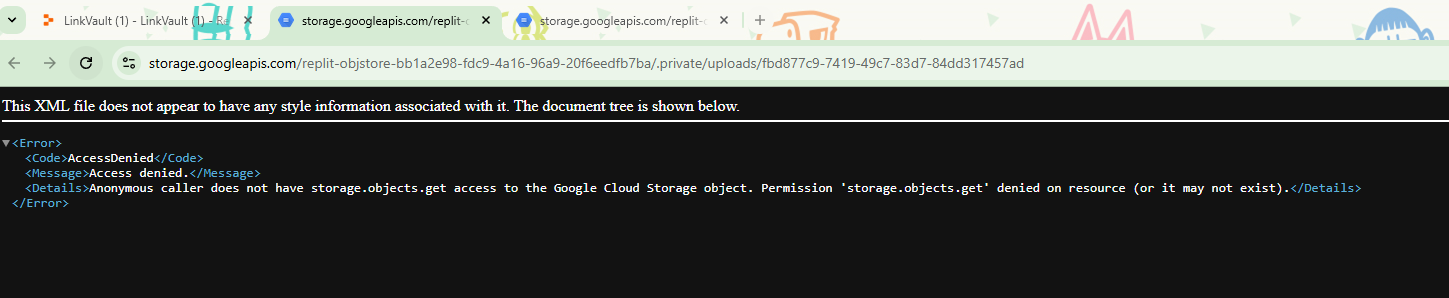 LinkVault (1) - LinkVault (1) - Re
storage.googleapis.com/replit-o
storage.googleapis.com/replit-o
storage.googleapis.com/replit-objstore-bb1a2e98-fdc9-4a16-96a9-20f6eedfb7ba/.private/uploads/fbd877c9-7419-49c7-83d7-84dd317457ad
This XML file does not appear to have any style information associated with it. The document tree is shown below.
<Error>
<Code>AccessDenied</Code>
<Message>Access denied.</Message>
<Details>Anonymous caller does not have storage.objects.get access to the Google Cloud Storage object. Permission 'storage.objects.get' denied on resource (or it may not exist).</Details>
</Error>